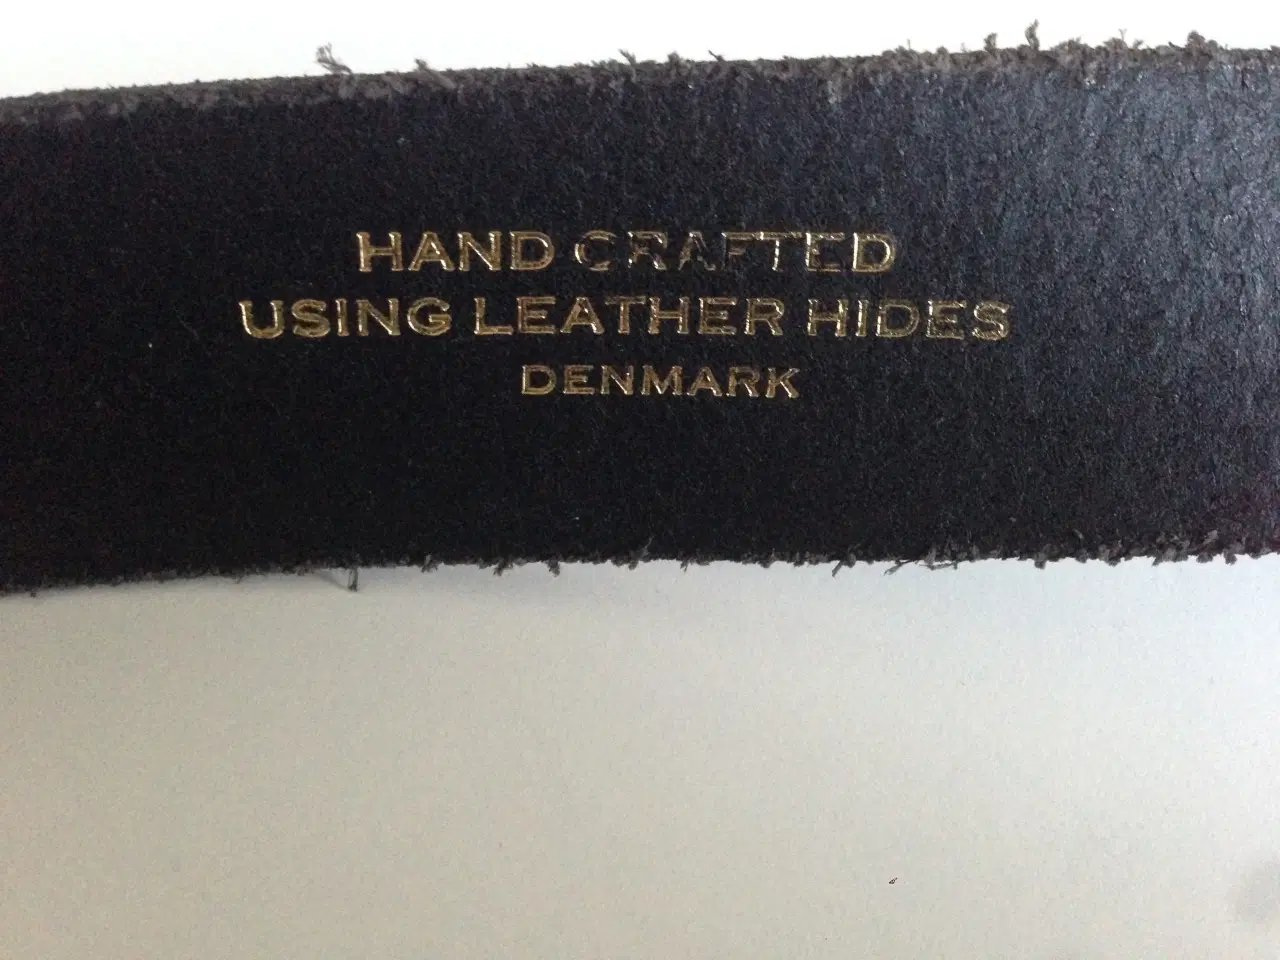 HAND CRAFTED
USING LEATHER HIDES
DENMARK